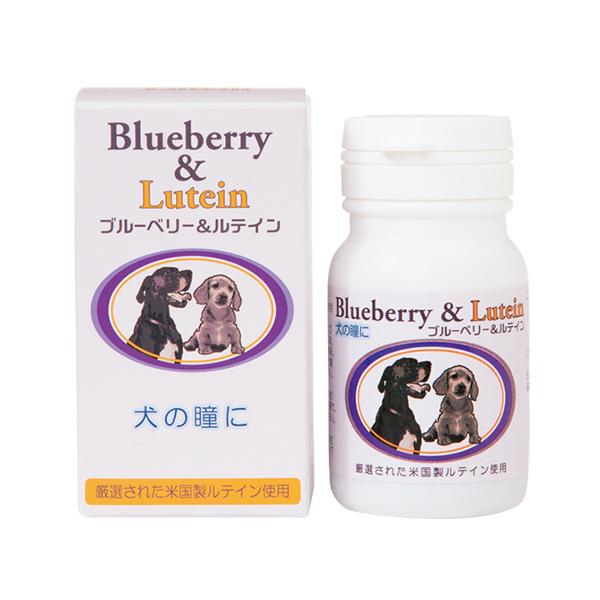 Blueberry
&
Lutein
ブルーベリー&ルテイン
犬の瞳に
厳選された米国製ルテイン使用
Blueberry & Lutein
犬の瞳に
ブルーベリー&ルテイン
厳選された米国製ルテイン使用